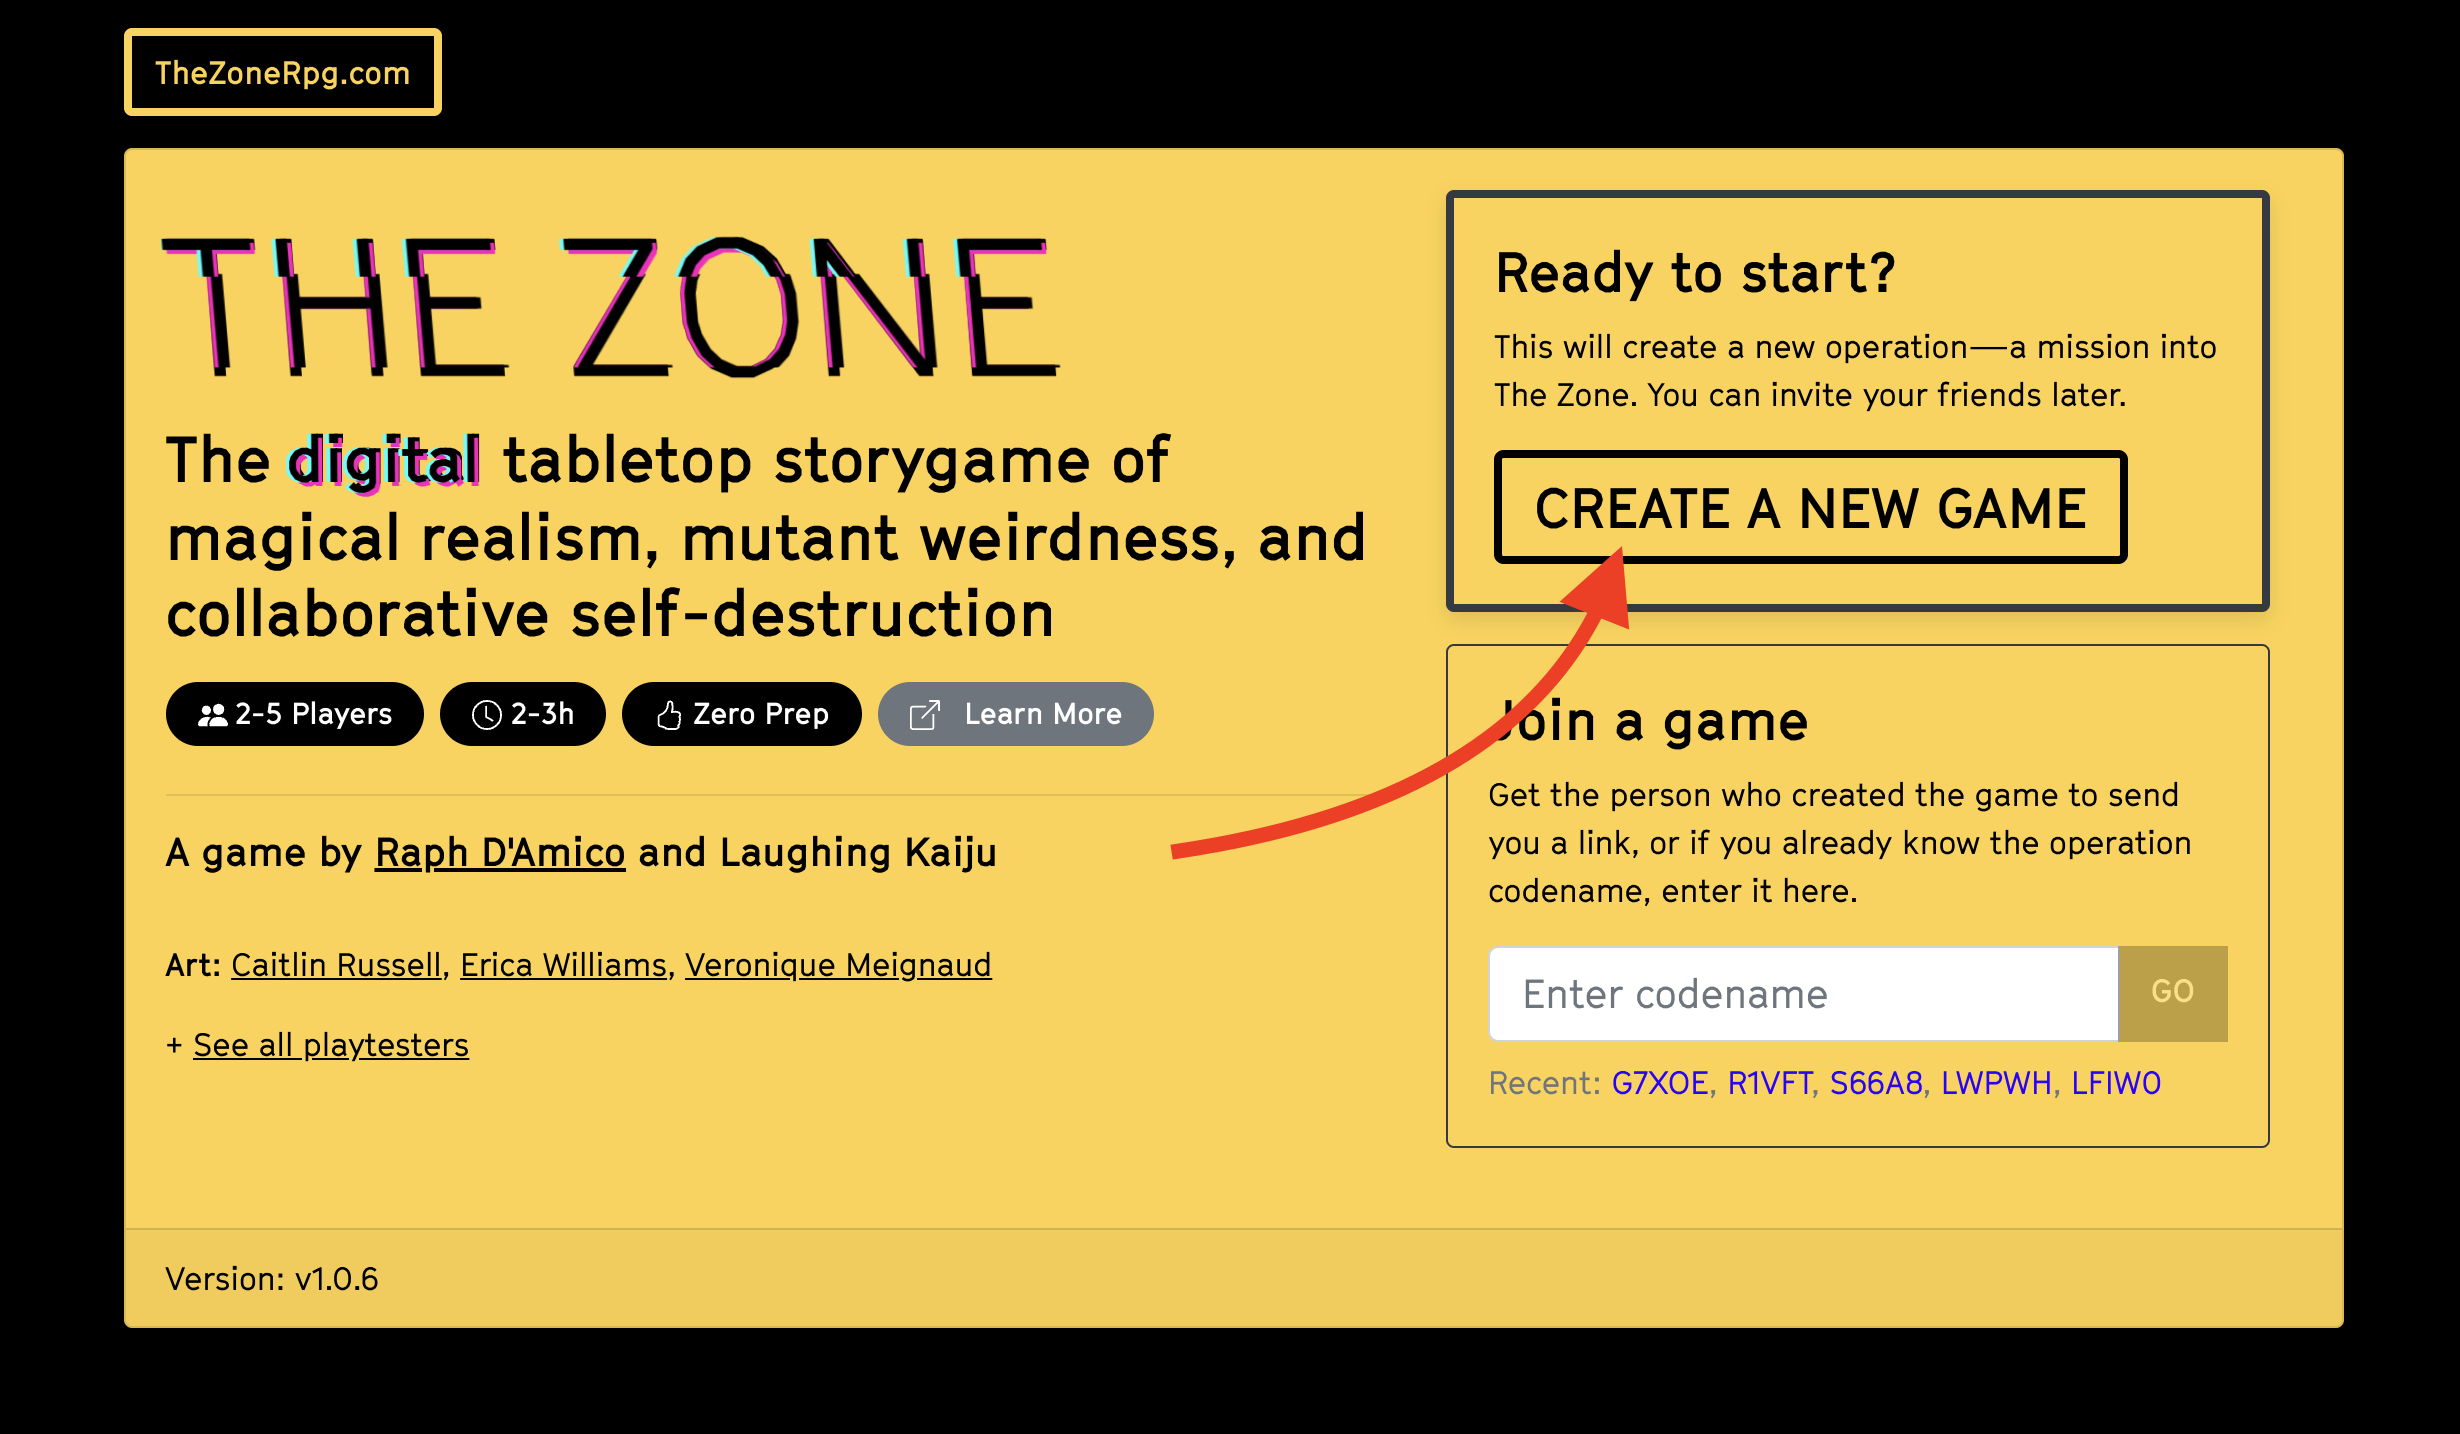 TheZoneRpg.com
THE ZONE
The digital tabletop storygame of
magical realism, mutant weirdness, and
collaborative self-destruction
2-5 Players
2-3h
Zero Prep
Learn More
A game by Raph D'Amico and Laughing Kaiju
Art: Caitlin Russell, Erica Williams, Veronique Meignaud
+ See all playtesters
Ready to start?
This will create a new operation—a mission into
The Zone. You can invite your friends later.
CREATE A NEW GAME
Join a game
Get the person who created the game to send
you a link, or if you already know the operation
codename, enter it here.
Enter codename
GO
Recent: G7XOE, R1VFT, S66A8, LWPWH, LFIW0
Version: v1.0.6